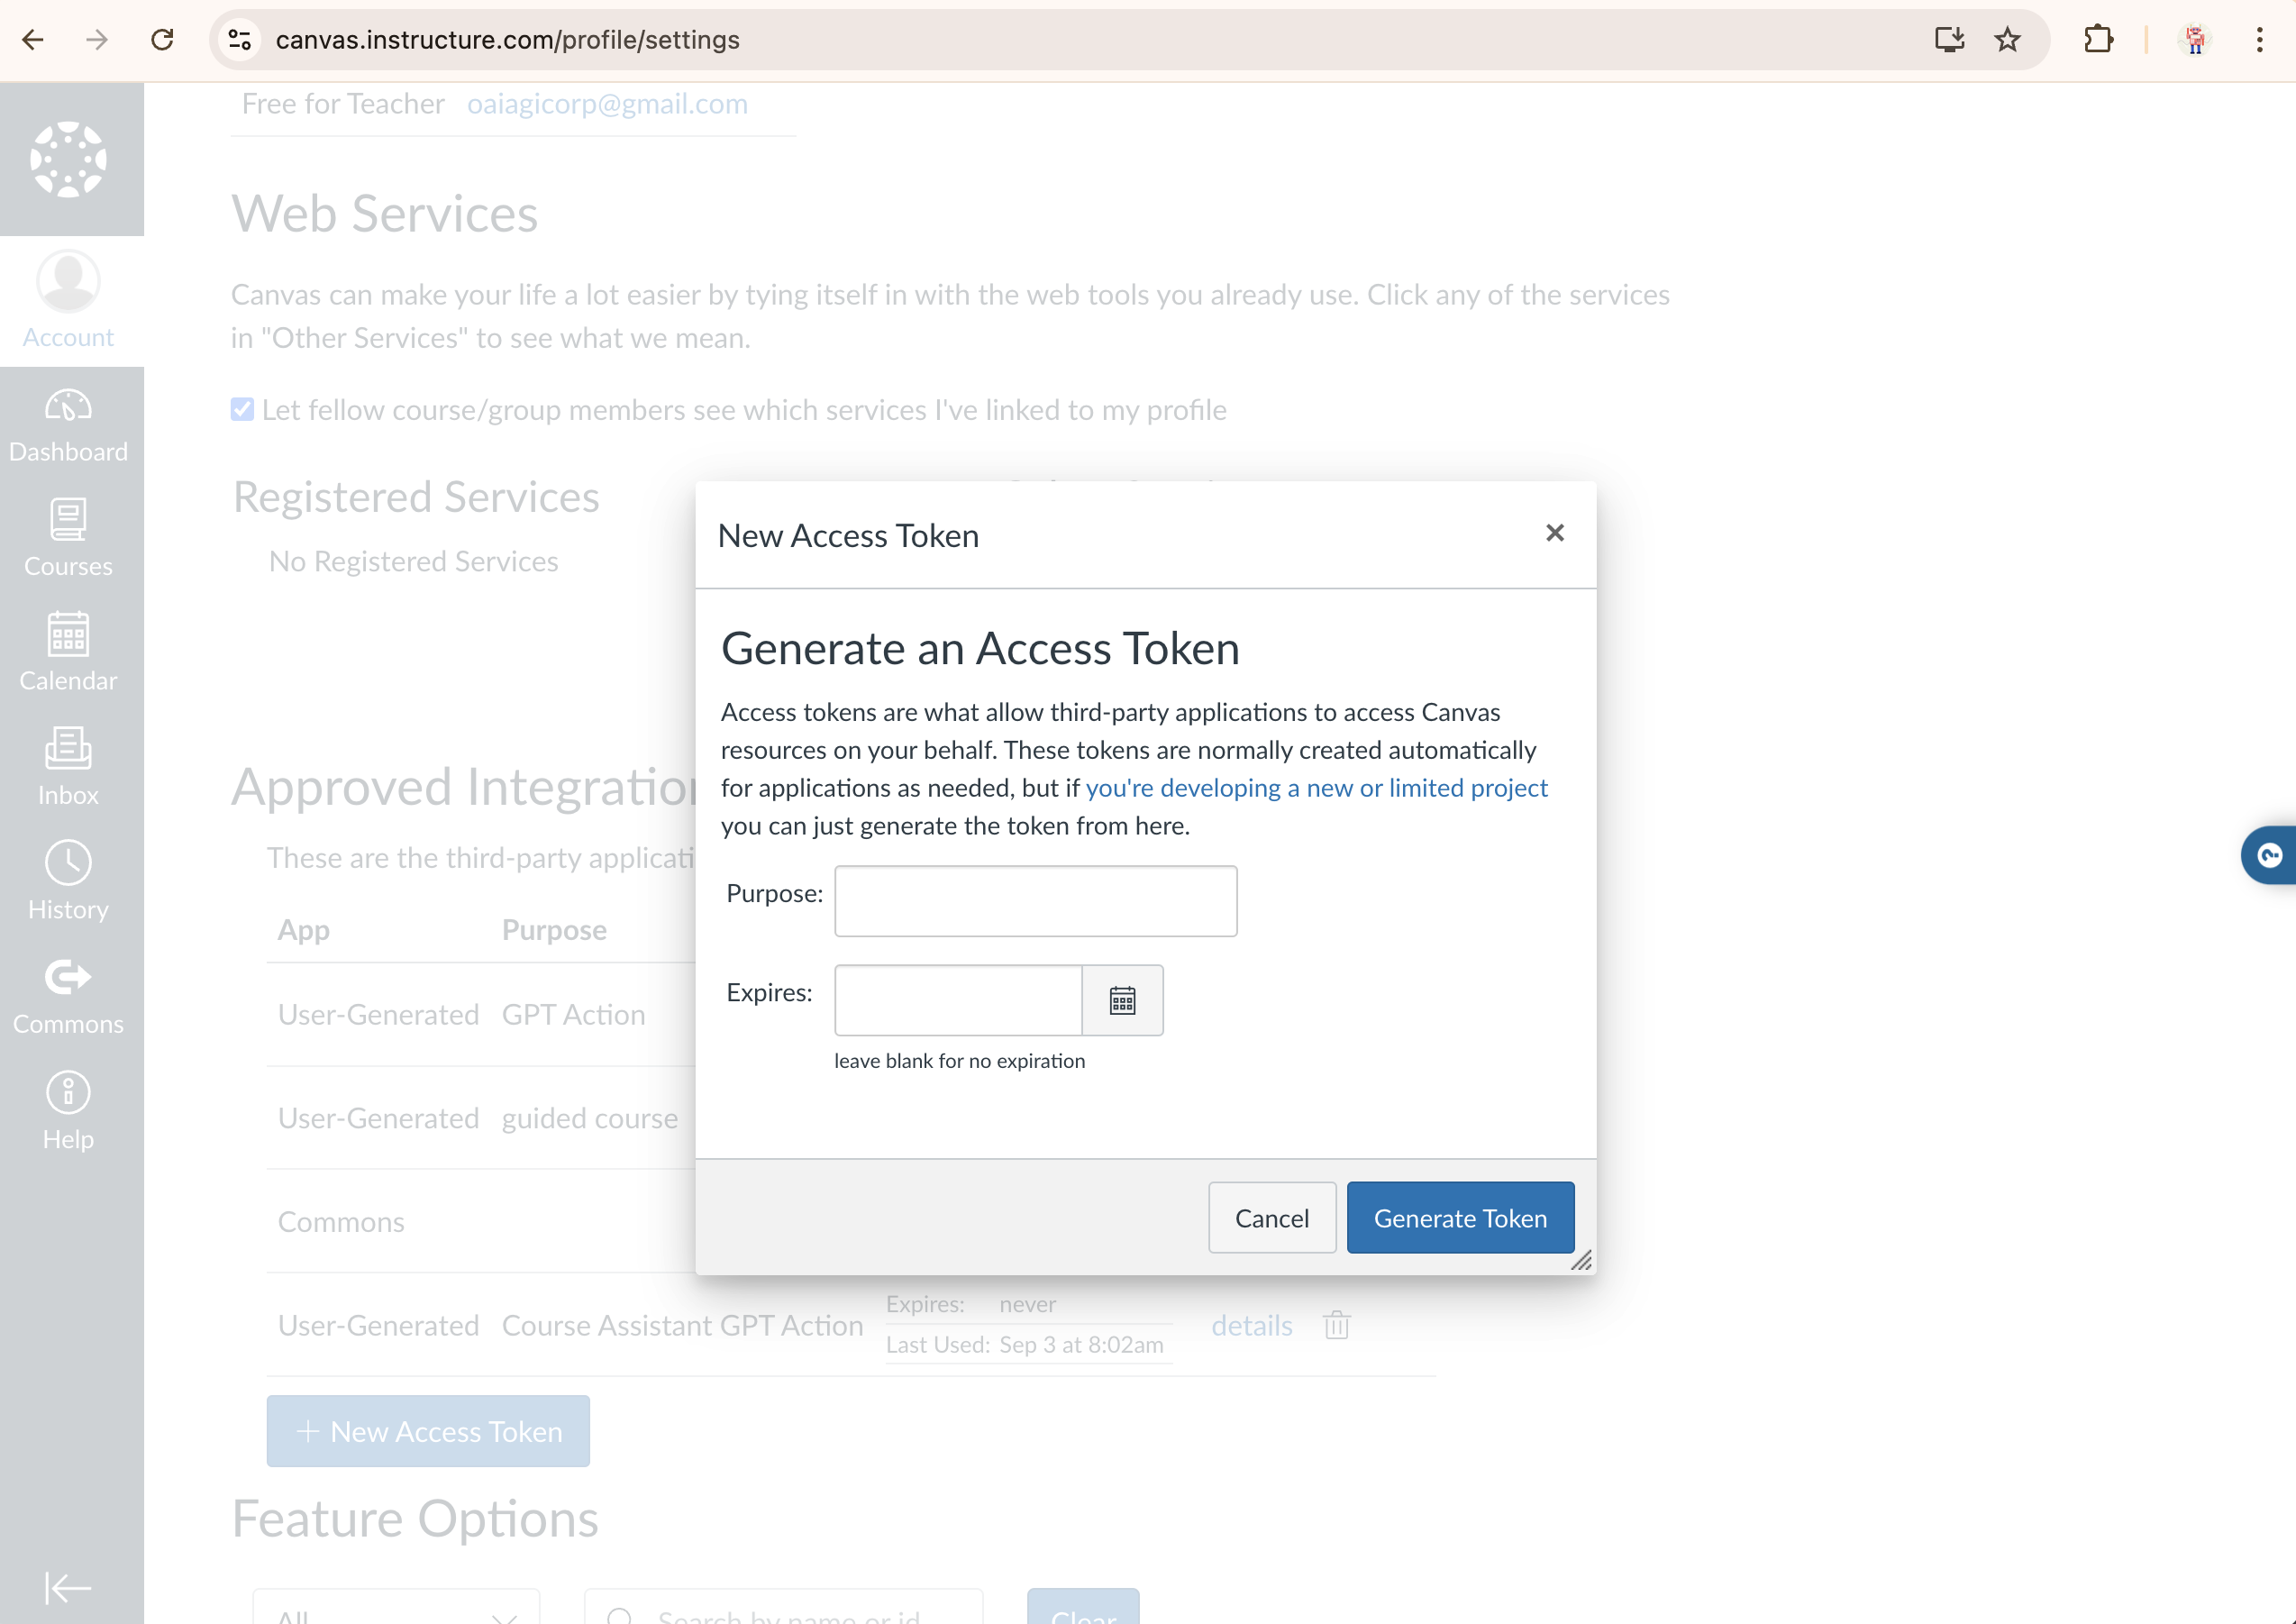 canvas.instructure.com/profile/settings
Free for Teacher oaiagicorp@gmail.com
Web Services
Canvas can make your life a lot easier by tying itself in with the web tools you already use. Click any of the services
in "Other Services" to see what we mean.
Let fellow course/group members see which services I've linked to my profile
Registered Services
No Registered Services
Account
Dashboard
Courses
Calendar
Inbox
History
Commons
Help
New Access Token
Generate an Access Token
Access tokens are what allow third-party applications to access Canvas
resources on your behalf. These tokens are normally created automatically
for applications as needed, but if you're developing a new or limited project
you can just generate the token from here.
Purpose:
Expires:
leave blank for no expiration
Cancel Generate Token
Approved
These are the third-party
App Purpose
User-Generated GPT Action
User-Generated guided course
Commons
User-Generated Course Assistant GPT Action Expires: never details
Last Used: Sep 3 at 8:02am
New Access Token
Feature Options
All Search by name or id Clear